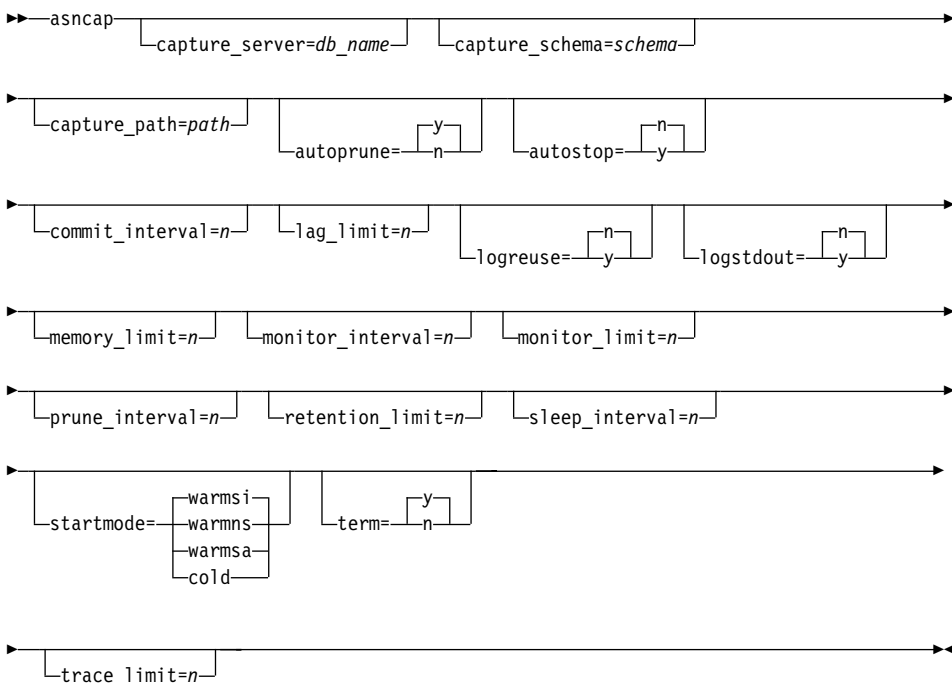 asncap
capture_server=db_name capture_schema=schema
capture_path=path
y
autoprune= n
n
autostop= y
commit_interval=n lag_limit=n
n
logreuse= y
n
logstdout= y
memory_limit=n monitor_interval=n monitor_limit=n
prune_interval=n retention_limit=n sleep_interval=n
warmsi
startmode= warmns
warmsa
cold
y
term= n
trace_limit=n